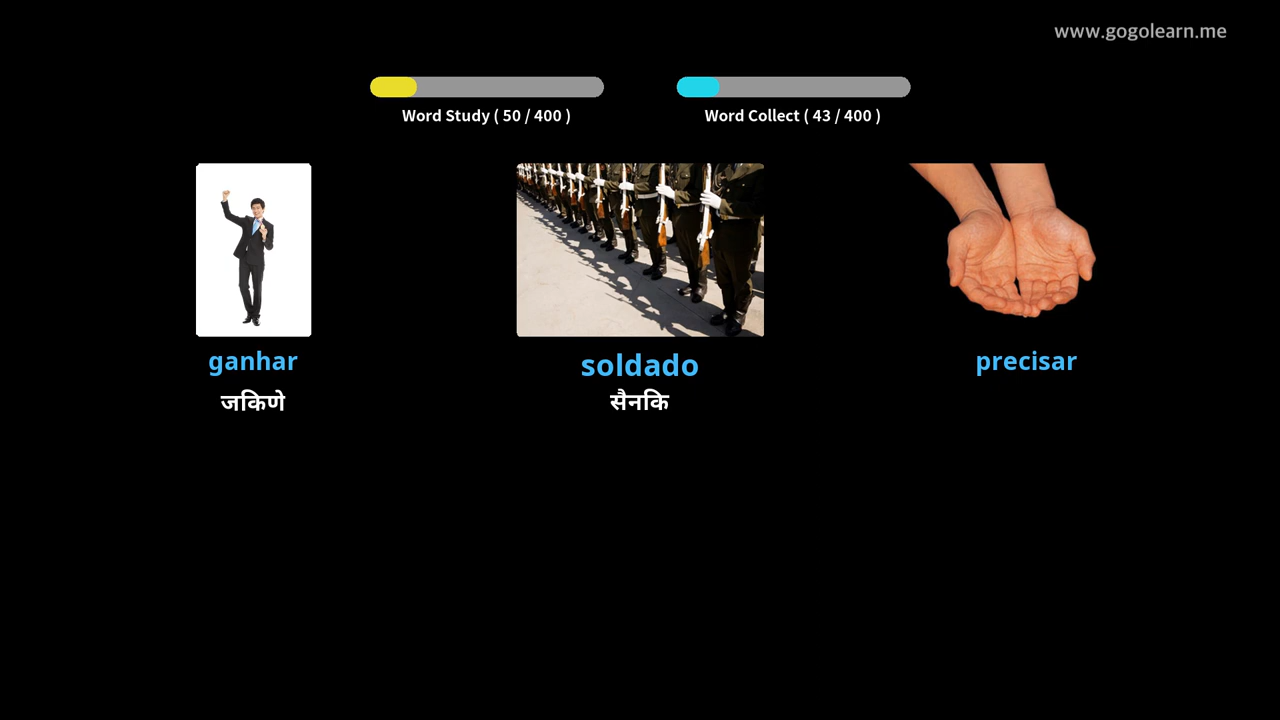 www.gogolearn.me
Word Study ( 50 / 400 )
Word Collect ( 43 / 400 )
ganhar
soldado
precisar
जकिणे
सैनकि